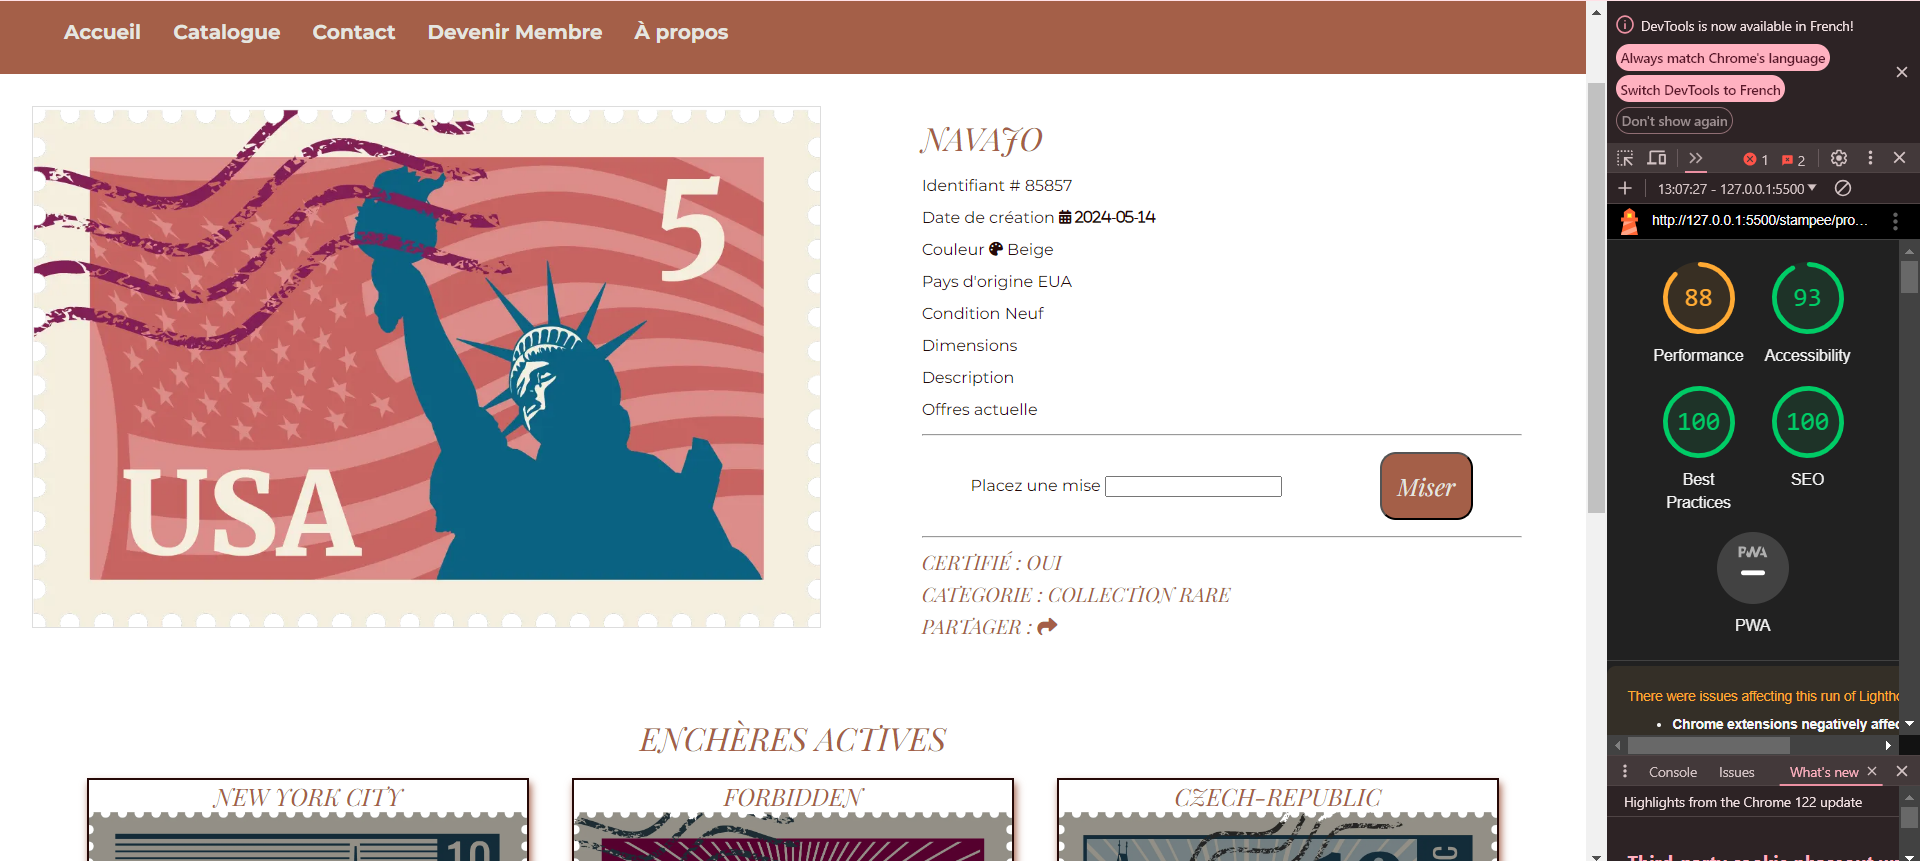 Accueil Catalogue Contact Devenir Membre À propos
5
USA
NAVAJO
Identifiant # 85857
Date de création 2024-05-14
Couleur Beige
Pays d'origine EUA
Condition Neuf
Dimensions
Description
Offres actuelle
Placez une mise
Miser
CERTIFIÉ : OUI
CATEGORIE : COLLECTION RARE
PARTAGER :
ENCHÈRES ACTIVES
NEW YORK CITY
10
FORBIDDEN
CZECH-REPUBLIC
DevTools is now available in French!
Always match Chrome's language
Switch DevTools to French
Don't show again
1 2
13:07:27 - 127.0.0.1:5500
http://127.0.0.1:5500/stampee/pro...
88
Performance
93
Accessibility
100
Best
Practices
100
SEO
PWA
PWA
There were issues affecting this run of Lightho
• Chrome extensions negatively affec
Console Issues What's new
Highlights from the Chrome 122 update